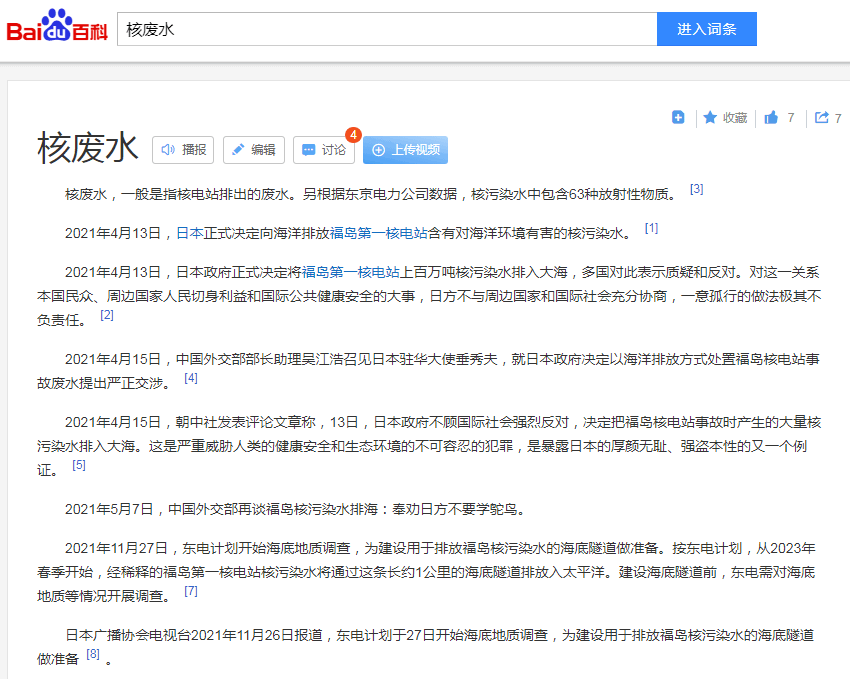 Baidu百科
核废水
进入词条
收藏
7
7
核废水
播报
编辑
讨论
4
上传视频
核废水，一般是指核电站排出的废水。另根据东京电力公司数据，核污染水中包含63种放射性物质。 [3]
2021年4月13日，日本正式决定向海洋排放福岛第一核电站含有对海洋环境有害的核污染水。 [1]
2021年4月13日，日本政府正式决定将福岛第一核电站上百万吨核污染水排入大海，多国对此表示质疑和反对。对这一关系
本国民众、周边国家人民切身利益和国际公共健康安全的大事，日方不与周边国家和国际社会充分协商，一意孤行的做法极其不
负责任。 [2]
2021年4月15日，中国外交部部长助理吴江浩召见日本驻华大使垂秀夫，就日本政府决定以海洋排放方式处置福岛核电站事
故废水提出严正交涉。 [4]
2021年4月15日，朝中社发表评论文章称，13日，日本政府不顾国际社会强烈反对，决定把福岛核电站事故时产生的大量核
污染水排入大海。这是严重威胁人类的健康安全和生态环境的不可容忍的犯罪，是暴露日本的厚颜无耻、强盗本性的又一个例
证。 [5]
2021年5月7日，中国外交部再谈福岛核污染水排海：奉劝日方不要学鸵鸟。
2021年11月27日，东电计划开始海底地质调查，为建设用于排放福岛核污染水的海底隧道做准备。按东电计划，从2023年
春季开始，经稀释的福岛第一核电站核污染水将通过这条长约1公里的海底隧道排放入太平洋。建设海底隧道前，东电需对海底
地质等情况开展调查。 [7]
日本广播协会电视台2021年11月26日报道，东电计划于27日开始海底地质调查，为建设用于排放福岛核污染水的海底隧道
做准备 [8] 。